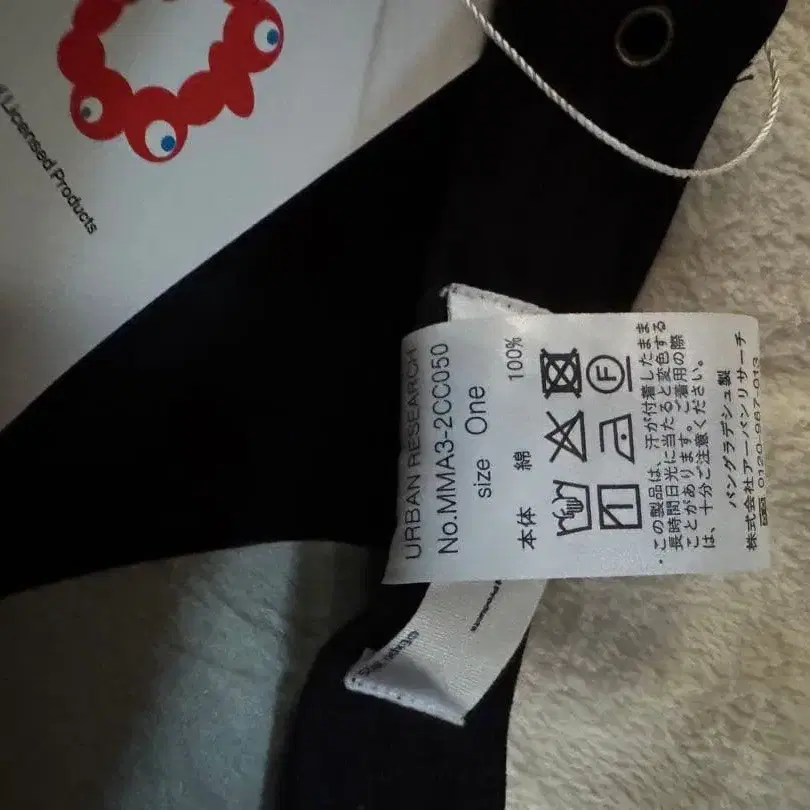 Licensed Products
URBAN RESEARCH
No.MMA3-2CC050
size One
本体 綿 100%
・この製品は、汗が付着したまま
長時間日光に当たると変色する
ことがあります。ご着用の際
は、十分ご注意ください。
バングラデシュ製
株式会社アーバンリサーチ
0120-987-013
Products